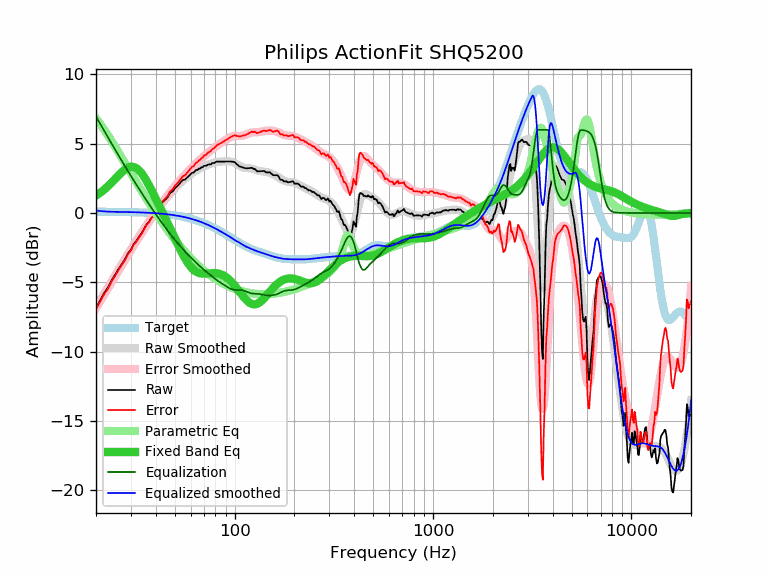 Philips ActionFit SHQ5200
10
5
0
−5
−10
−15
−20
Amplitude (dBr)
Target
Raw Smoothed
Error Smoothed
Raw
Error
Parametric Eq
Fixed Band Eq
Equalization
Equalized smoothed
100
1000
10000
Frequency (Hz)